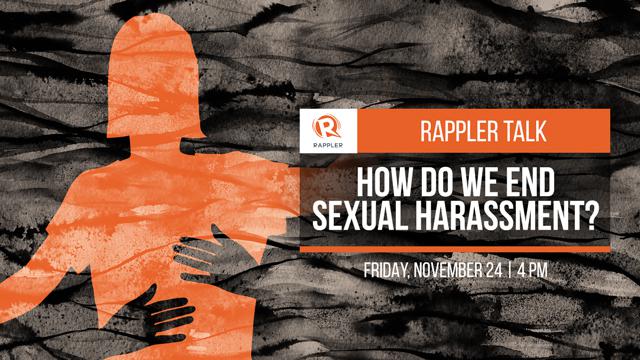 RAPPLER
RAPPLER TALK
HOW DO WE END
SEXUAL HARASSMENT?
FRIDAY, NOVEMBER 24 | 4 PM